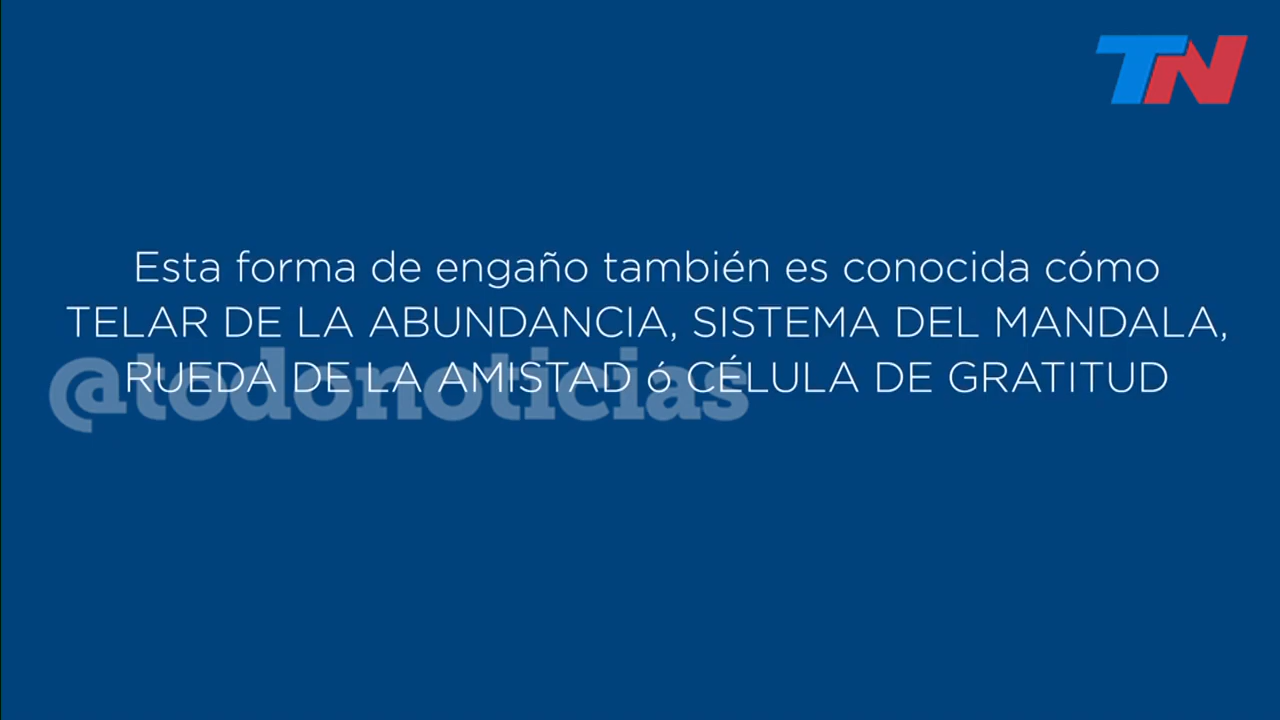 TN
Esta forma de engaño también es conocida cómo
TELAR DE LA ABUNDANCIA, SISTEMA DEL MANDALA,
RUEDA DE LA AMISTAD ó CÉLULA DE GRATITUD
@todonoticias